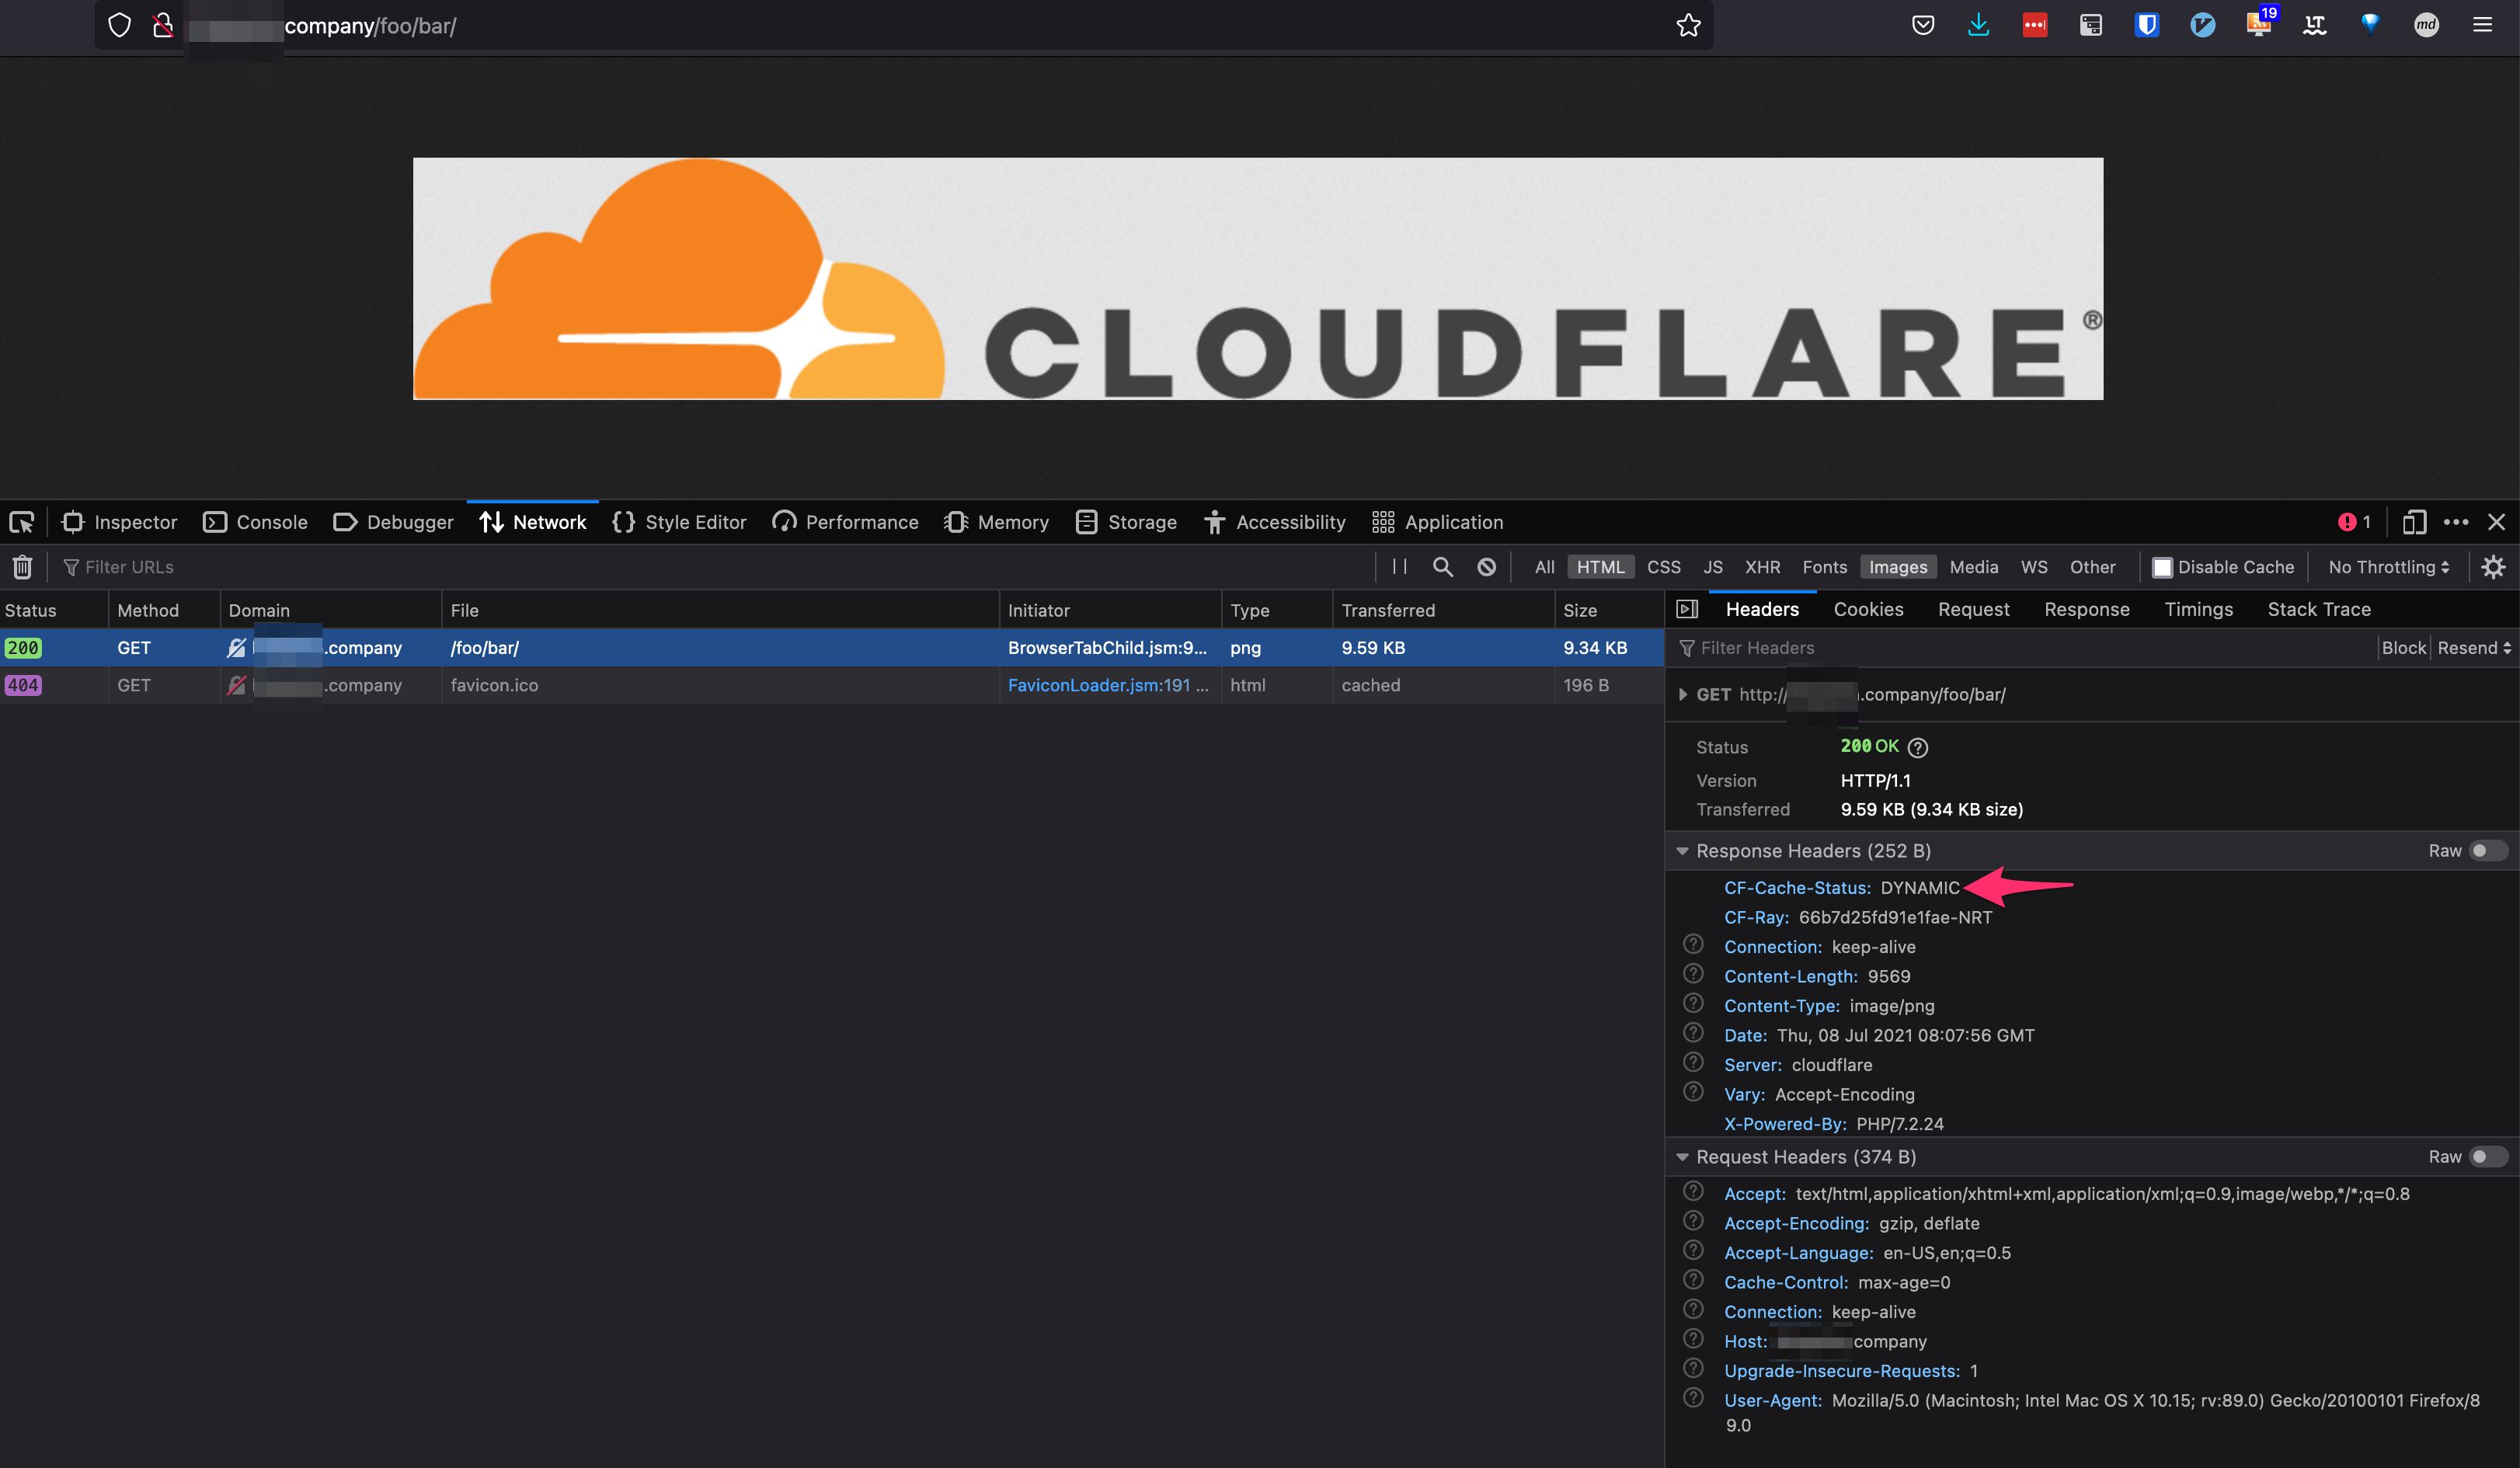 company/foo/bar/
19
LT
md
CLOUDFLARE®
Inspector Console Debugger Network Style Editor Performance Memory Storage Accessibility Application 1
Filter URLs All HTML CSS JS XHR Fonts Images Media WS Other Disable Cache No Throttling
Status Method Domain File Initiator Type Transferred Size
200 GET .company /foo/bar/ BrowserTabChild.jsm:9... png 9.59 KB 9.34 KB
404 GET .company favicon.ico FaviconLoader.jsm:191 ... html cached 196 B
Headers Cookies Request Response Timings Stack Trace
Filter Headers Block Resend
GET http:// .company/foo/bar/
Status 200 OK
Version HTTP/1.1
Transferred 9.59 KB (9.34 KB size)
Response Headers (252 B) Raw
CF-Cache-Status: DYNAMIC
CF-Ray: 66b7d25fd91e1fae-NRT
Connection: keep-alive
Content-Length: 9569
Content-Type: image/png
Date: Thu, 08 Jul 2021 08:07:56 GMT
Server: cloudflare
Vary: Accept-Encoding
X-Powered-By: PHP/7.2.24
Request Headers (374 B) Raw
Accept: text/html,application/xhtml+xml,application/xml;q=0.9,image/webp,*/*;q=0.8
Accept-Encoding: gzip, deflate
Accept-Language: en-US,en;q=0.5
Cache-Control: max-age=0
Connection: keep-alive
Host: company
Upgrade-Insecure-Requests: 1
User-Agent: Mozilla/5.0 (Macintosh; Intel Mac OS X 10.15; rv:89.0) Gecko/20100101 Firefox/8
9.0